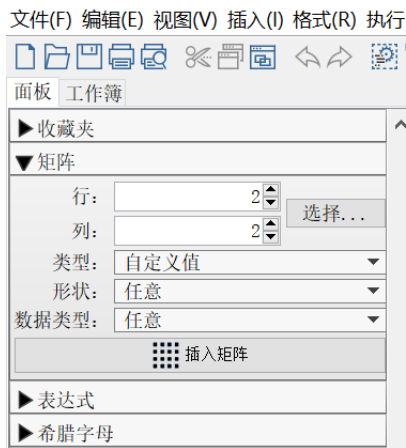 文件(F) 编辑(E) 视图(V) 插入(I) 格式(R) 执行
面板 工作簿
收藏夹
矩阵
行: 2
选择...
列: 2
类型: 自定义值
形状: 任意
数据类型: 任意
插入矩阵
表达式
希腊字母